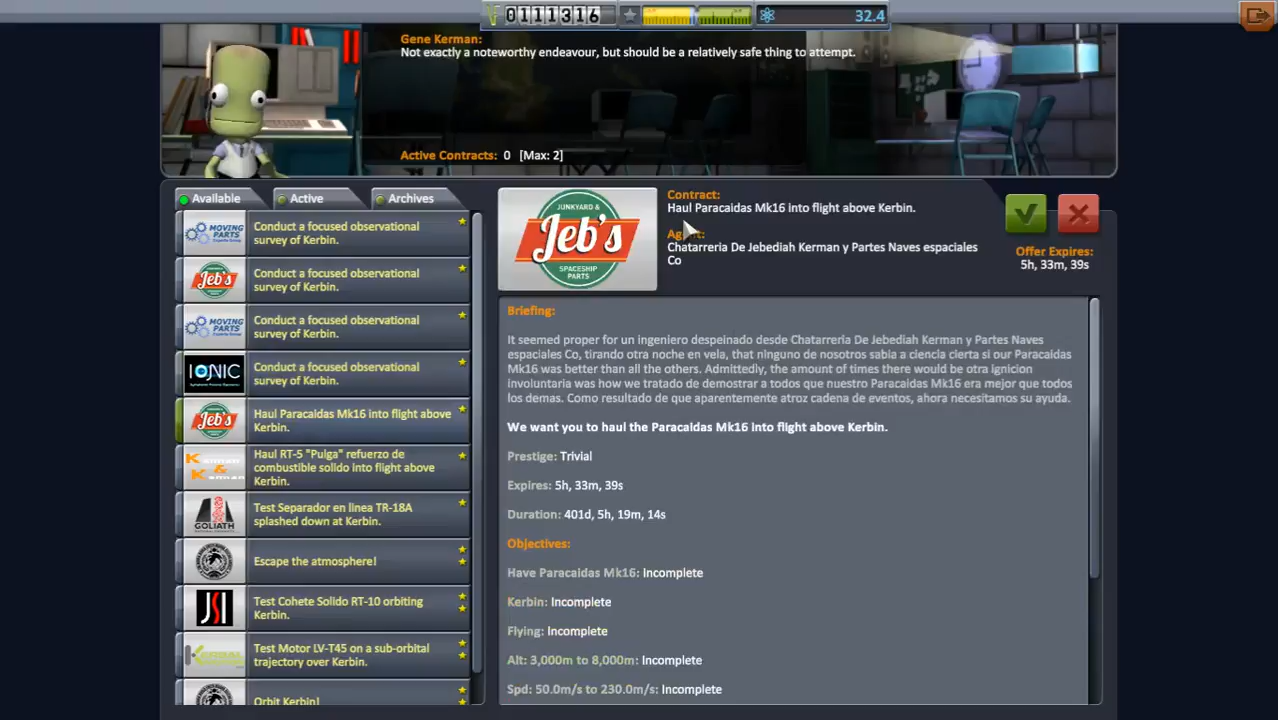 0111316
32.4
Gene Kerman:
Not exactly a noteworthy endeavour, but should be a relatively safe thing to attempt.
Active Contracts: 0 [Max: 2]
Available
Active
Archives
MOVING PARTS
Conduct a focused observational
survey of Kerbin.
Jeb's
Conduct a focused observational
survey of Kerbin.
MOVING PARTS
Conduct a focused observational
survey of Kerbin.
IONIC
Conduct a focused observational
survey of Kerbin.
Jeb's
Haul Paracaidas Mk16 into flight above
Kerbin.
Haul RT-5 "Pulga" refuerzo de
combustible solido into flight above
Kerbin.
GOLIATH
Test Separador en linea TR-18A
splashed down at Kerbin.
Escape the atmosphere!
JSI
Test Cohete Solido RT-10 orbiting
Kerbin.
Test Motor LV-T45 on a sub-orbital
trajectory over Kerbin.
Orbit Kerbin!
JUNKYARD &
Jeb's
SPACESHIP
PARTS
Contract:
Haul Paracaidas Mk16 into flight above Kerbin.
Chatarreria De Jebediah Kerman y Partes Naves espaciales
Co
Offer Expires:
5h, 33m, 39s
Briefing:
It seemed proper for un ingeniero despeinado desde Chatarreria De Jebediah Kerman y Partes Naves
espaciales Co, tirando otra noche en vela, that ninguno de nosotros sabia a ciencia cierta si our Paracaidas
Mk16 was better than all the others. Admittedly, the amount of times there would be otra ignicion
involuntaria was how we tratado de demostrar a todos que nuestro Paracaidas Mk16 era mejor que todos
los demas. Como resultado de que aparentemente atroz cadena de eventos, ahora necesitamos su ayuda.
We want you to haul the Paracaidas Mk16 into flight above Kerbin.
Prestige: Trivial
Expires: 5h, 33m, 39s
Duration: 401d, 5h, 19m, 14s
Objectives:
Have Paracaidas Mk16: Incomplete
Kerbin: Incomplete
Flying: Incomplete
Alt: 3,000m to 8,000m: Incomplete
Spd: 50.0m/s to 230.0m/s: Incomplete